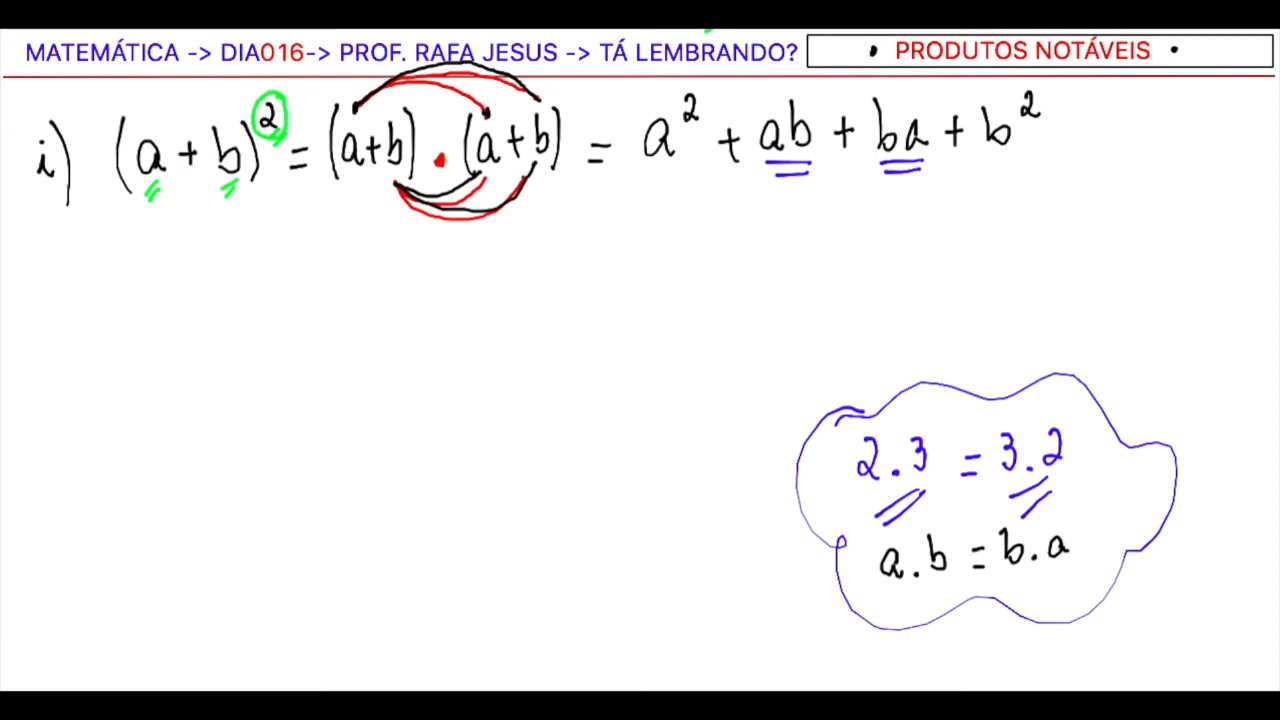 MATEMÁTICA -> DIA016-> PROF. RAFA JESUS -> TÁ LEMBRANDO?
• PRODUTOS NOTÁVEIS •
i) (a + b)² = (a+b) . (a + b) = a² + ab + ba + b²
2.3 = 3.2
a.b = b.a